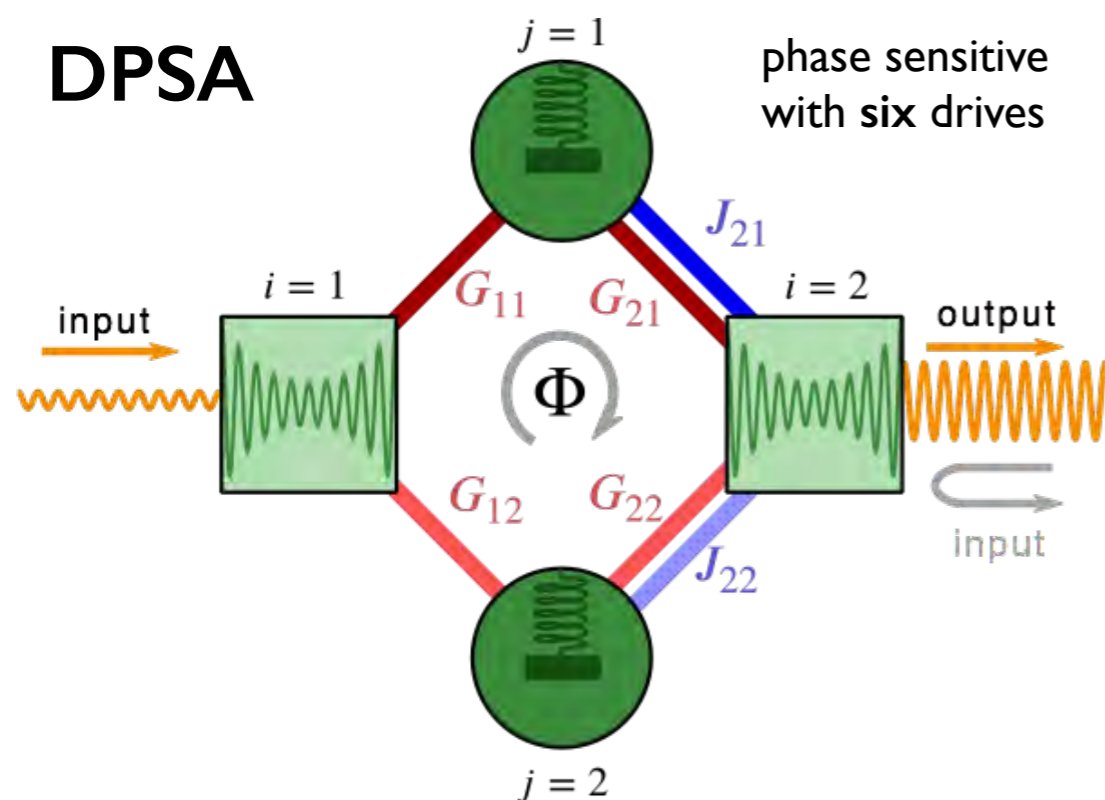 DPSA
j = 1
phase sensitive
with six drives
J₂₁
i = 1
G₁₁
G₂₁
i = 2
input
output
Φ
G₁₂
G₂₂
J₂₂
input
j = 2